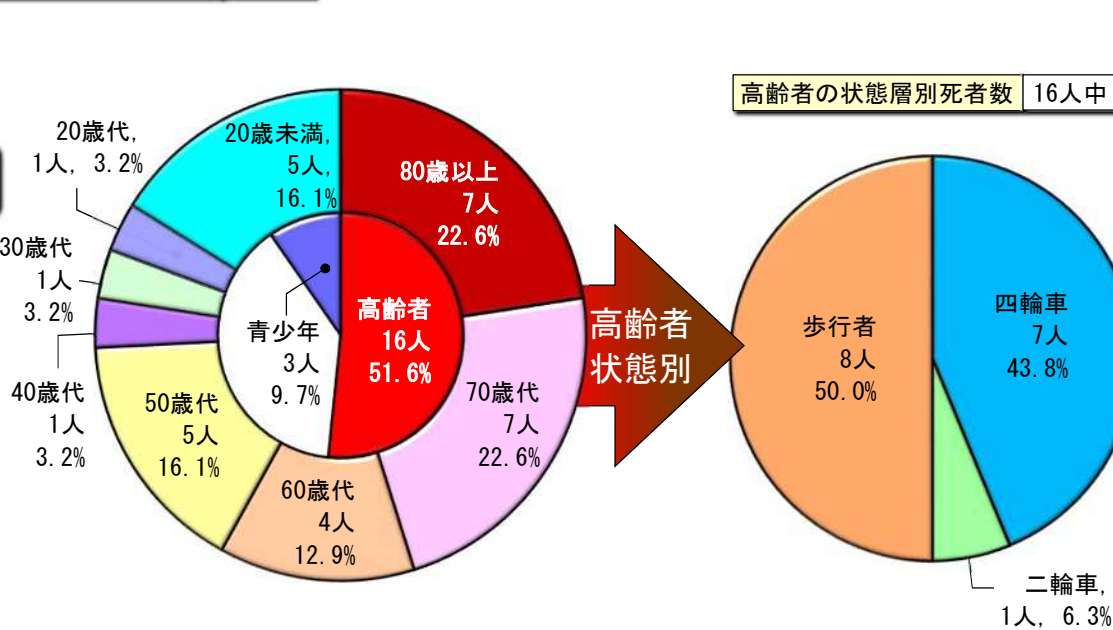 20歳未満,
5人,
16.1%
20歳代,
1人, 3.2%
30歳代
1人
3.2%
40歳代
1人
3.2%
50歳代
5人
16.1%
60歳代
4人
12.9%
70歳代
7人
22.6%
80歳以上
7人
22.6%
青少年
3人
9.7%
高齢者
16人
51.6%
高齢者
状態別
高齢者の状態層別死者数 16人中
歩行者
8人
50.0%
四輪車
7人
43.8%
二輪車,
1人, 6.3%